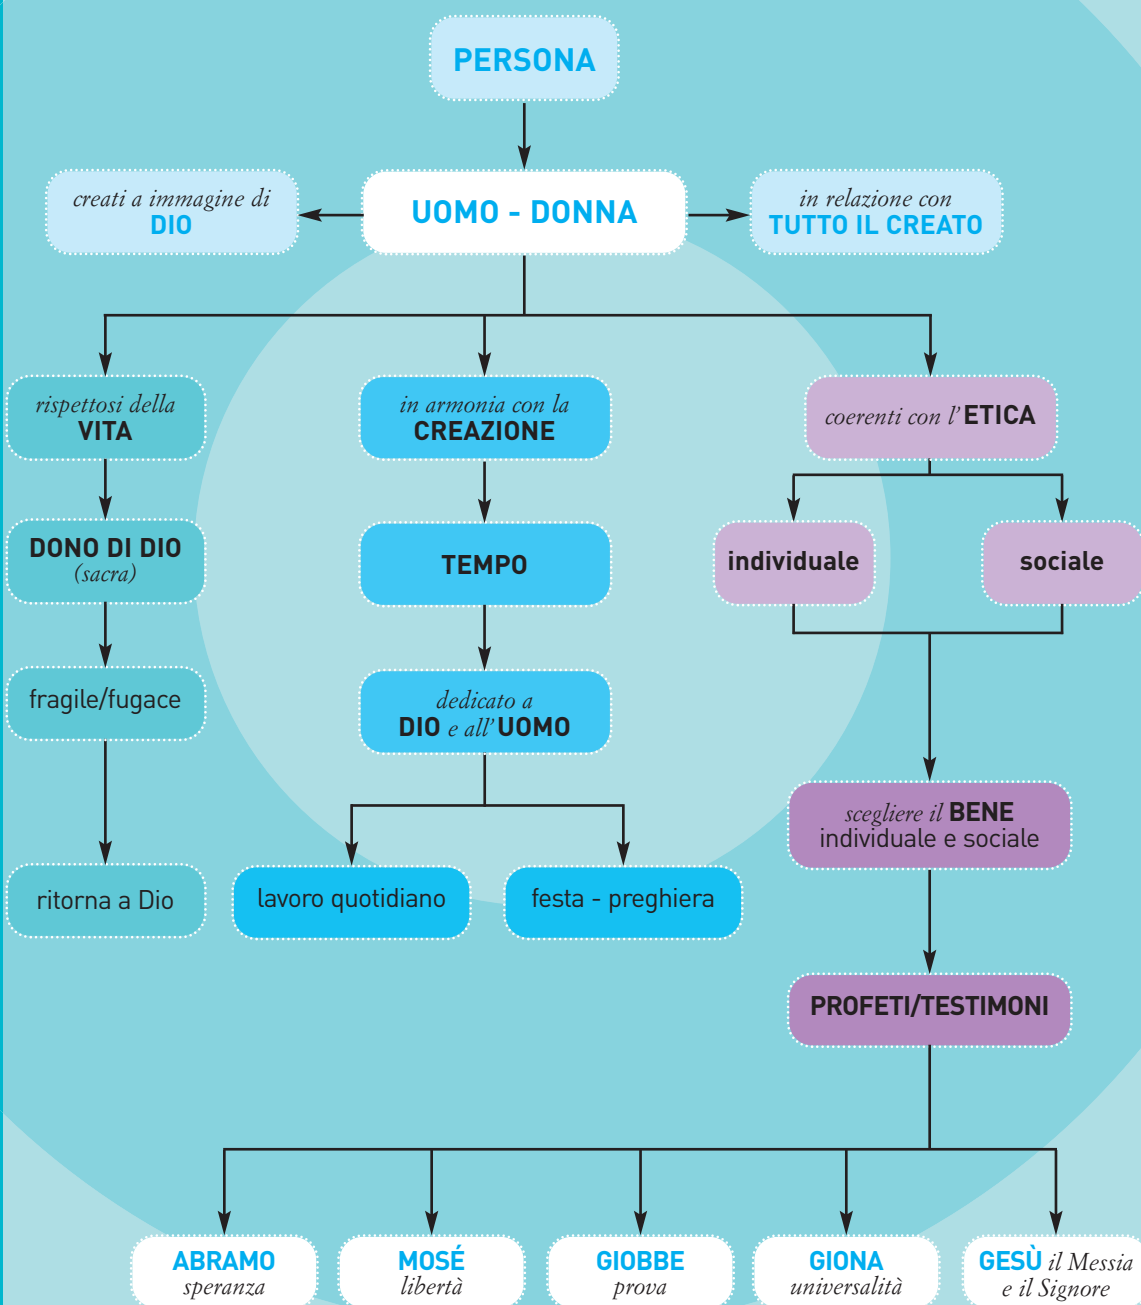 PERSONA
creati a immagine di
DIO
UOMO - DONNA
in relazione con
TUTTO IL CREATO
rispettosi della
VITA
in armonia con la
CREAZIONE
coerenti con l'ETICA
DONO DI DIO
(sacra)
TEMPO
individuale
sociale
fragile/fugace
dedicato a
DIO e all'UOMO
scegliere il BENE
individuale e sociale
ritorna a Dio
lavoro quotidiano
festa - preghiera
PROFETI/TESTIMONI
ABRAMO
speranza
MOSÉ
libertà
GIOBBE
prova
GIONA
universalità
GESÙ il Messia
e il Signore